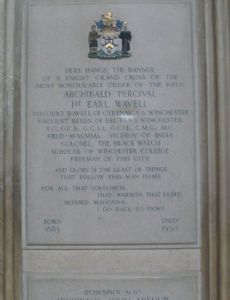 HERE HANGS THE BANNER
OF A KNIGHT GRAND CROSS OF THE
MOST HONOURABLE ORDER OF THE BATH
ARCHIBALD PERCIVAL
1ST EARL WAVELL
VISCOUNT WAVELL OF CYRENAICA & WINCHESTER
VISCOUNT KEREN OF ERITREA & WINCHESTER
P.C., G.C.B., G.C.S.I., G.C.I.E., C.M.G., M.C.
FIELD-MARSHAL VICEROY OF INDIA
COLONEL, THE BLACK WATCH
SCHOLAR OF WINCHESTER COLLEGE
FREEMAN OF THIS CITY
AND GLORY IS THE LEAST OF THINGS
THAT FOLLOW THIS MAN HOME.
FOR ALL THAT LOVELINESS,
THAT WARMTH, THAT LIGHT,
BLESSED MADONNA,
I GO BACK TO FIGHT.
BORN DIED
1883 1950
REMEMBER ALSO